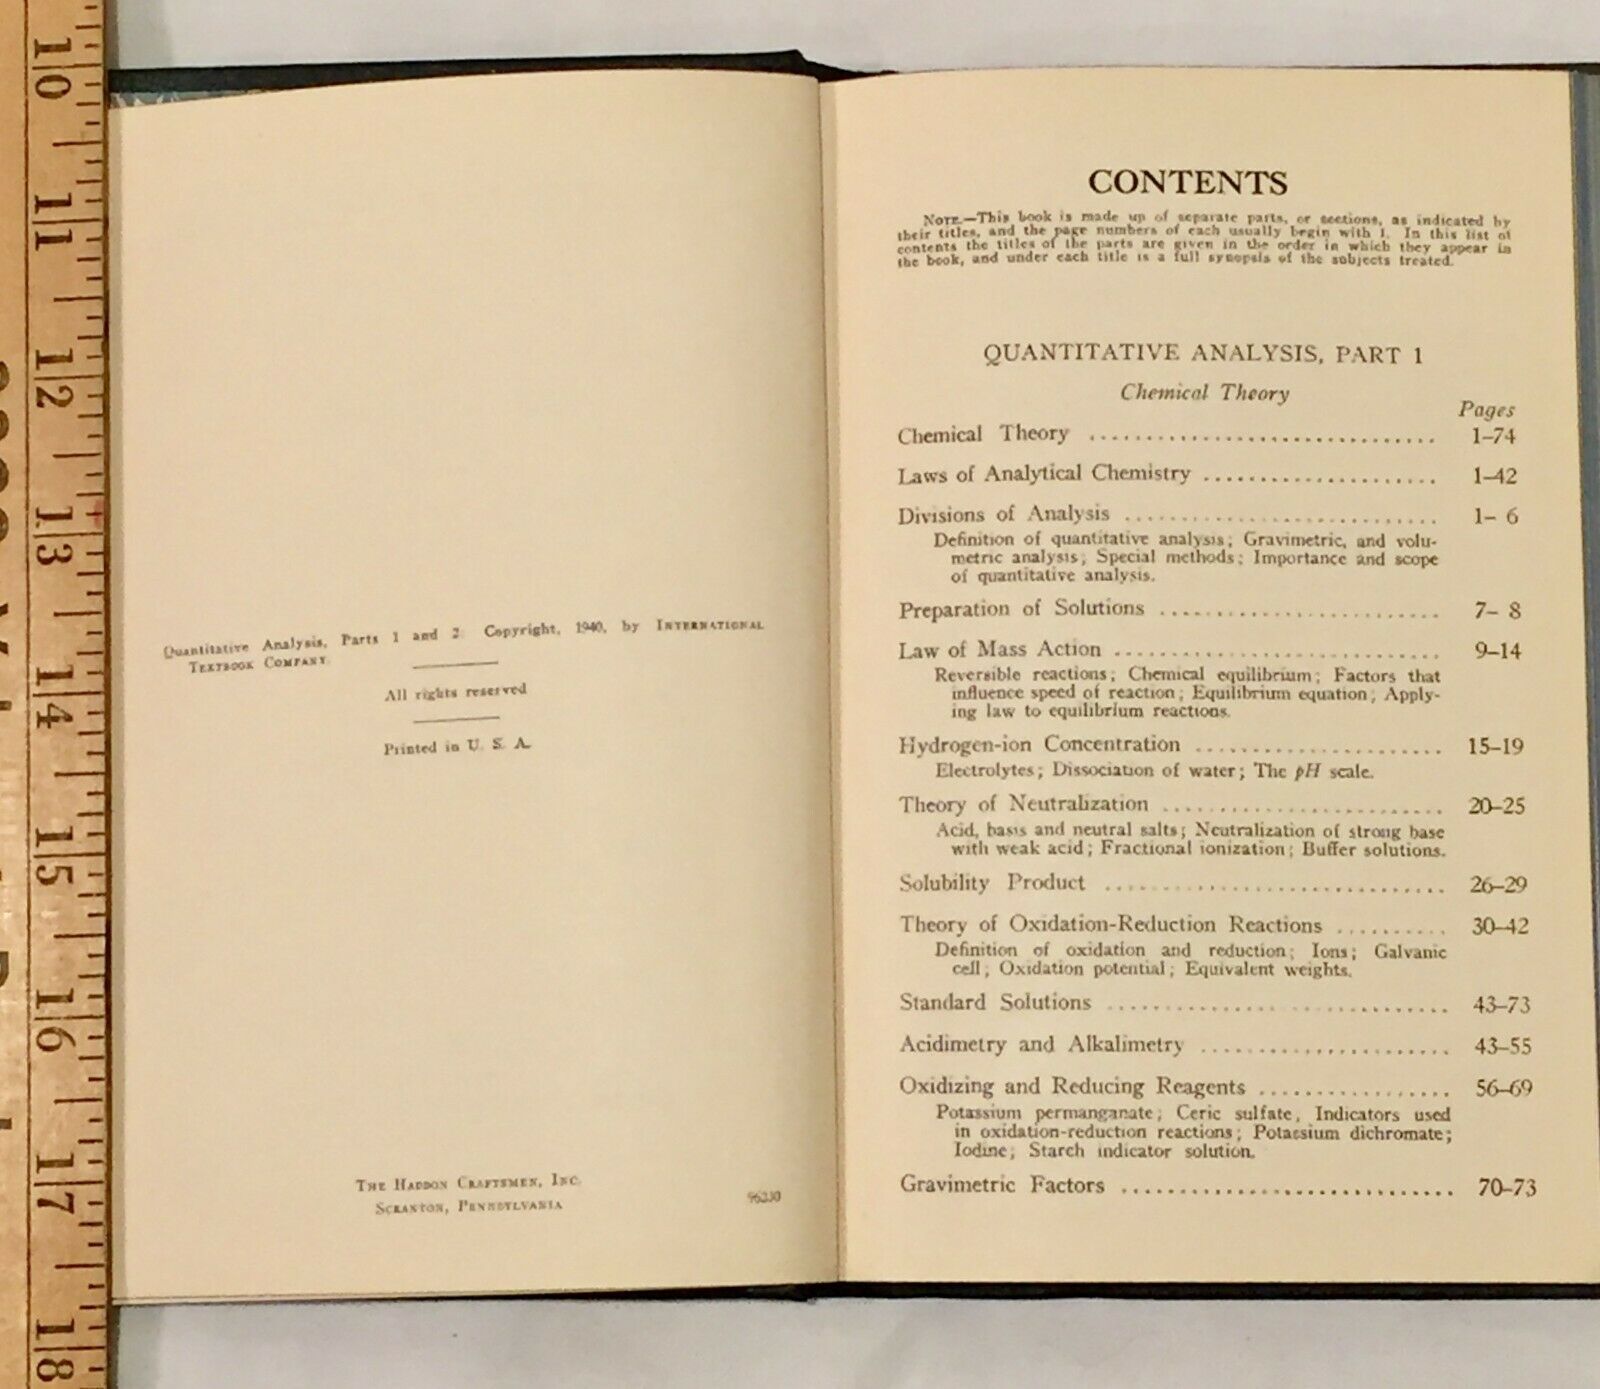 10
11
12
13
14
15
16
17
18
Quantitative Analysis, Parts 1 and 2 Copyright, 1940, by INTERNATIONAL
TEXTBOOK COMPANY
All rights reserved
Printed in U. S. A.
THE HADDON CRAFTSMEN, INC.
SCRANTON, PENNSYLVANIA
CONTENTS
NOTE.—This book is made up of separate parts, or sections, as indicated by
their titles, and the page numbers of each usually begin with 1. In this list of
contents the titles of the parts are given in the order in which they appear in
the book, and under each title is a full synopsis of the subjects treated.
QUANTITATIVE ANALYSIS, PART 1
Chemical Theory
Pages
Chemical Theory ............................... 1–74
Laws of Analytical Chemistry ..................... 1–42
Divisions of Analysis ............................ 1– 6
Definition of quantitative analysis; Gravimetric, and volu-
metric analysis; Special methods; Importance and scope
of quantitative analysis.
Preparation of Solutions ......................... 7– 8
Law of Mass Action ............................. 9–14
Reversible reactions; Chemical equilibrium; Factors that
influence speed of reaction; Equilibrium equation; Apply-
ing law to equilibrium reactions.
Hydrogen-ion Concentration ...................... 15–19
Electrolytes; Dissociation of water; The pH scale.
Theory of Neutralization ......................... 20–25
Acid, basis and neutral salts; Neutralization of strong base
with weak acid; Fractional ionization; Buffer solutions.
Solubility Product .............................. 26–29
Theory of Oxidation-Reduction Reactions .......... 30–42
Definition of oxidation and reduction; Ions; Galvanic
cell; Oxidation potential; Equivalent weights.
Standard Solutions .............................. 43–73
Acidimetry and Alkalimetry ...................... 43–55
Oxidizing and Reducing Reagents ................. 56–69
Potassium permanganate; Ceric sulfate, Indicators used
in oxidation-reduction reactions; Potassium dichromate;
Iodine; Starch indicator solution.
Gravimetric Factors .............................. 70–73